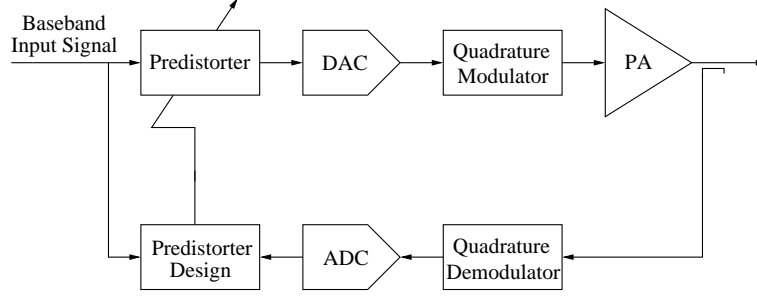 Baseband
Input Signal
Predistorter
DAC
Quadrature
Modulator
PA
Predistorter
Design
ADC
Quadrature
Demodulator